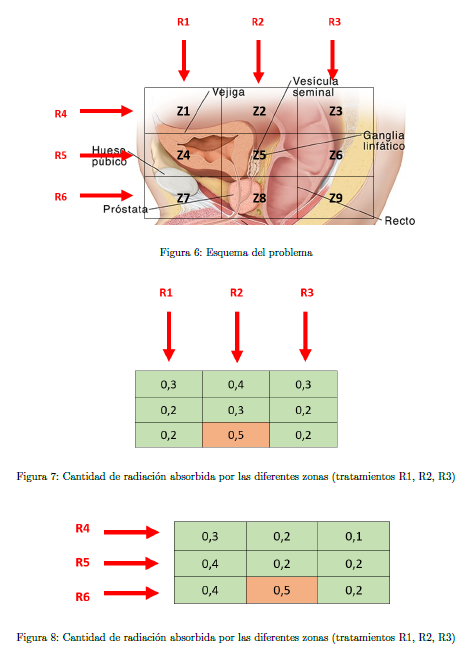 R1 R2 R3
Vesícula
seminal
Vejiga
R4 Z1 Z2 Z3
Ganglia
linfático
R5 Hueso
púbico Z4 Z5 Z6
R6 Z7 Z8 Z9
Próstata
Recto
Figura 6: Esquema del problema
R1 R2 R3
0,3 0,4 0,3
0,2 0,3 0,2
0,2 0,5 0,2
Figura 7: Cantidad de radiación absorbida por las diferentes zonas (tratamientos R1, R2, R3)
R4 0,3 0,2 0,1
R5 0,4 0,2 0,2
R6 0,4 0,5 0,2
Figura 8: Cantidad de radiación absorbida por las diferentes zonas (tratamientos R1, R2, R3)